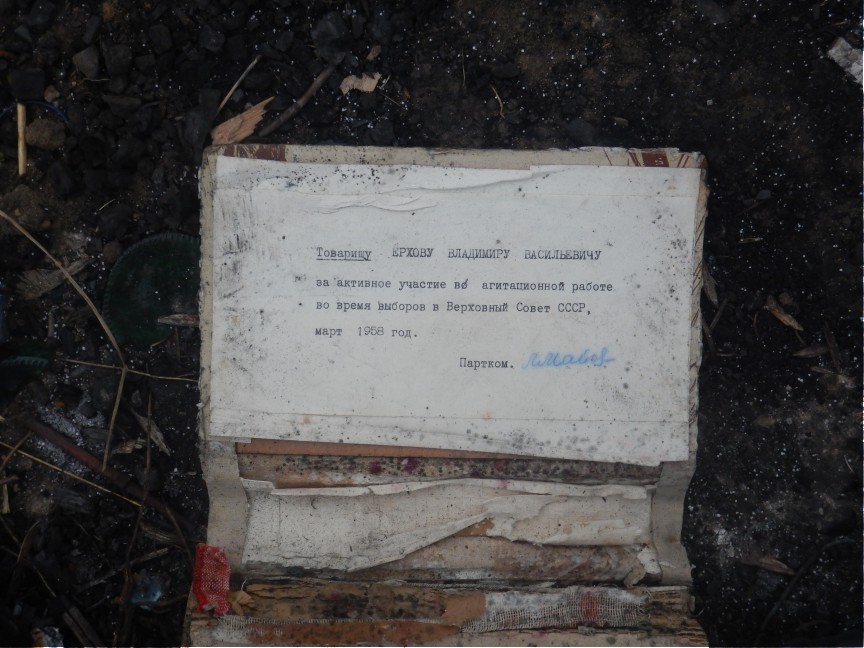 Товарищу ЕРХОВУ ВЛАДИМИРУ ВАСИЛЬЕВИЧУ
за активное участие во агитационной работе
во время выборов в Верховный Совет СССР,
март 1958 год.
Партком.